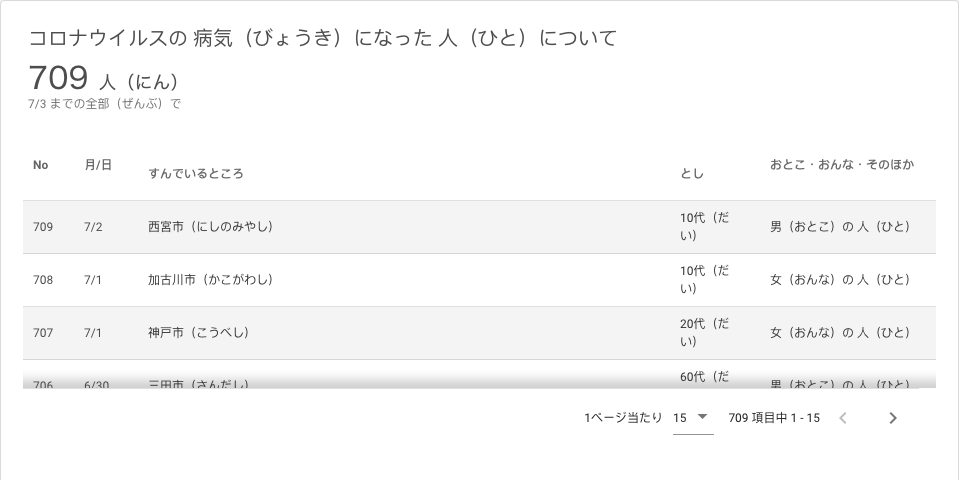 コロナウイルスの 病気（びょうき）になった 人（ひと）について
709 人（にん）
7/3 までの全部（ぜんぶ）で
No 月/日 すんでいるところ とし おとこ・おんな・そのほか
709 7/2 西宮市（にしのみやし） 10代（だい） 男（おとこ）の 人（ひと）
708 7/1 加古川市（かこがわし） 10代（だい） 女（おんな）の 人（ひと）
707 7/1 神戸市（こうべし） 20代（だい） 女（おんな）の 人（ひと）
706 6/30 三田市（さんだし） 60代（だ 男（おとこ）の 人（ひと）
1ページ当たり 15 709 項目中 1 - 15